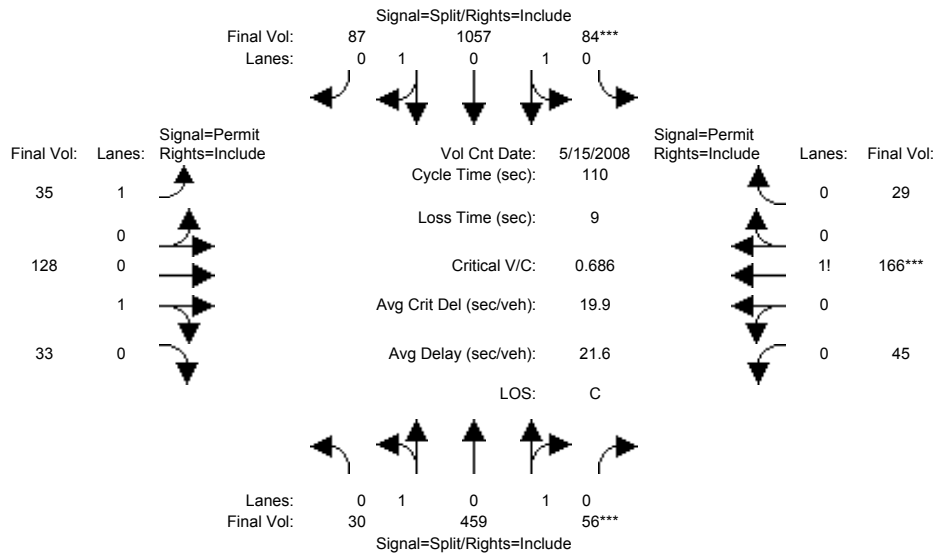 Signal=Split/Rights=Include
Final Vol: 87 1057 84***
Lanes: 0 1 0 1 0
Signal=Permit Signal=Permit
Final Vol: Lanes: Rights=Include Vol Cnt Date: 5/15/2008 Rights=Include Lanes: Final Vol:
Cycle Time (sec): 110
35 1 0 29
Loss Time (sec): 9
0 0
128 0 Critical V/C: 0.686 1! 166***
1 Avg Crit Del (sec/veh): 19.9 0
33 0 Avg Delay (sec/veh): 21.6 0 45
LOS: C
Lanes: 0 1 0 1 0
Final Vol: 30 459 56***
Signal=Split/Rights=Include